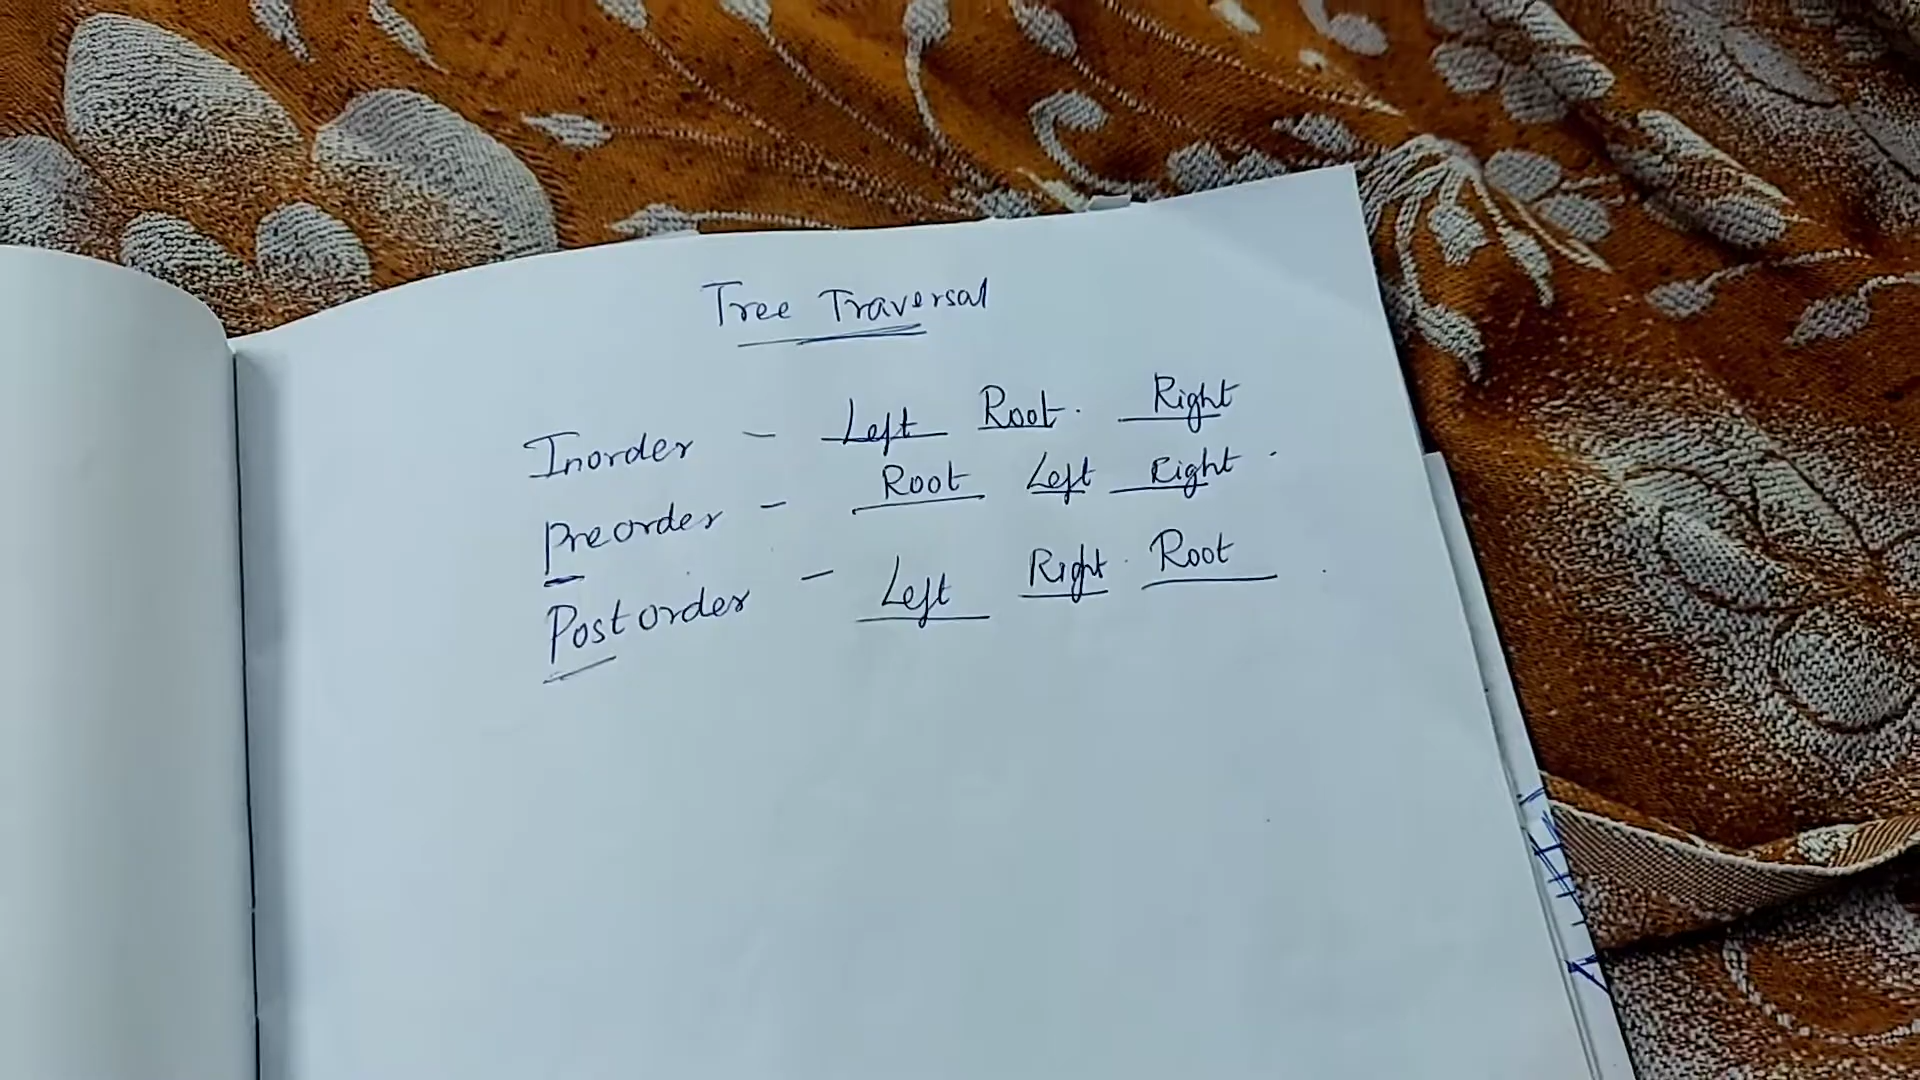 Tree Traversal
Inorder - Left Root. Right
Preorder - Root Left Right.
Postorder - Left Right. Root